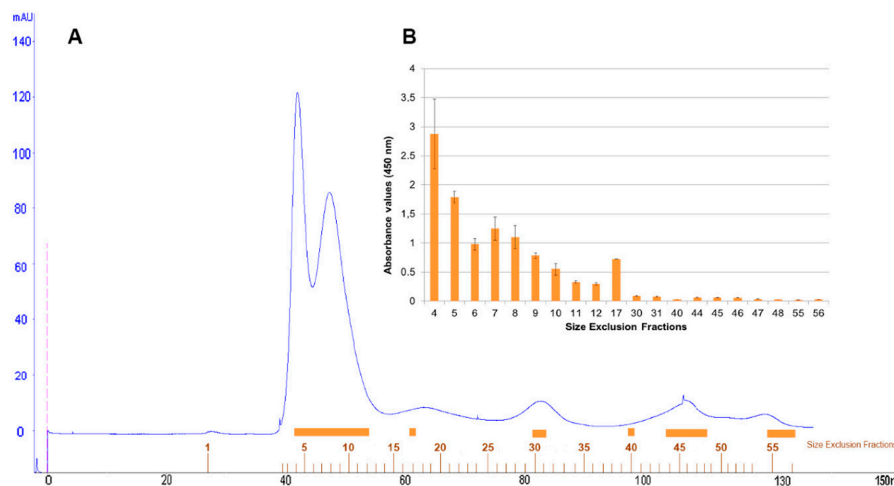 mAU
A
B
140
120
100
80
60
40
20
0
4
3.5
3
2.5
2
1.5
1
0.5
0
Absorbance values (450 nm)
4 5 6 7 8 9 10 11 12 17 30 31 40 44 45 46 47 48 55 56
Size Exclusion Fractions
1 5 10 15 20 25 30 35 40 45 50 55 Size Exclusion Fractions
0 20 40 60 80 100 130